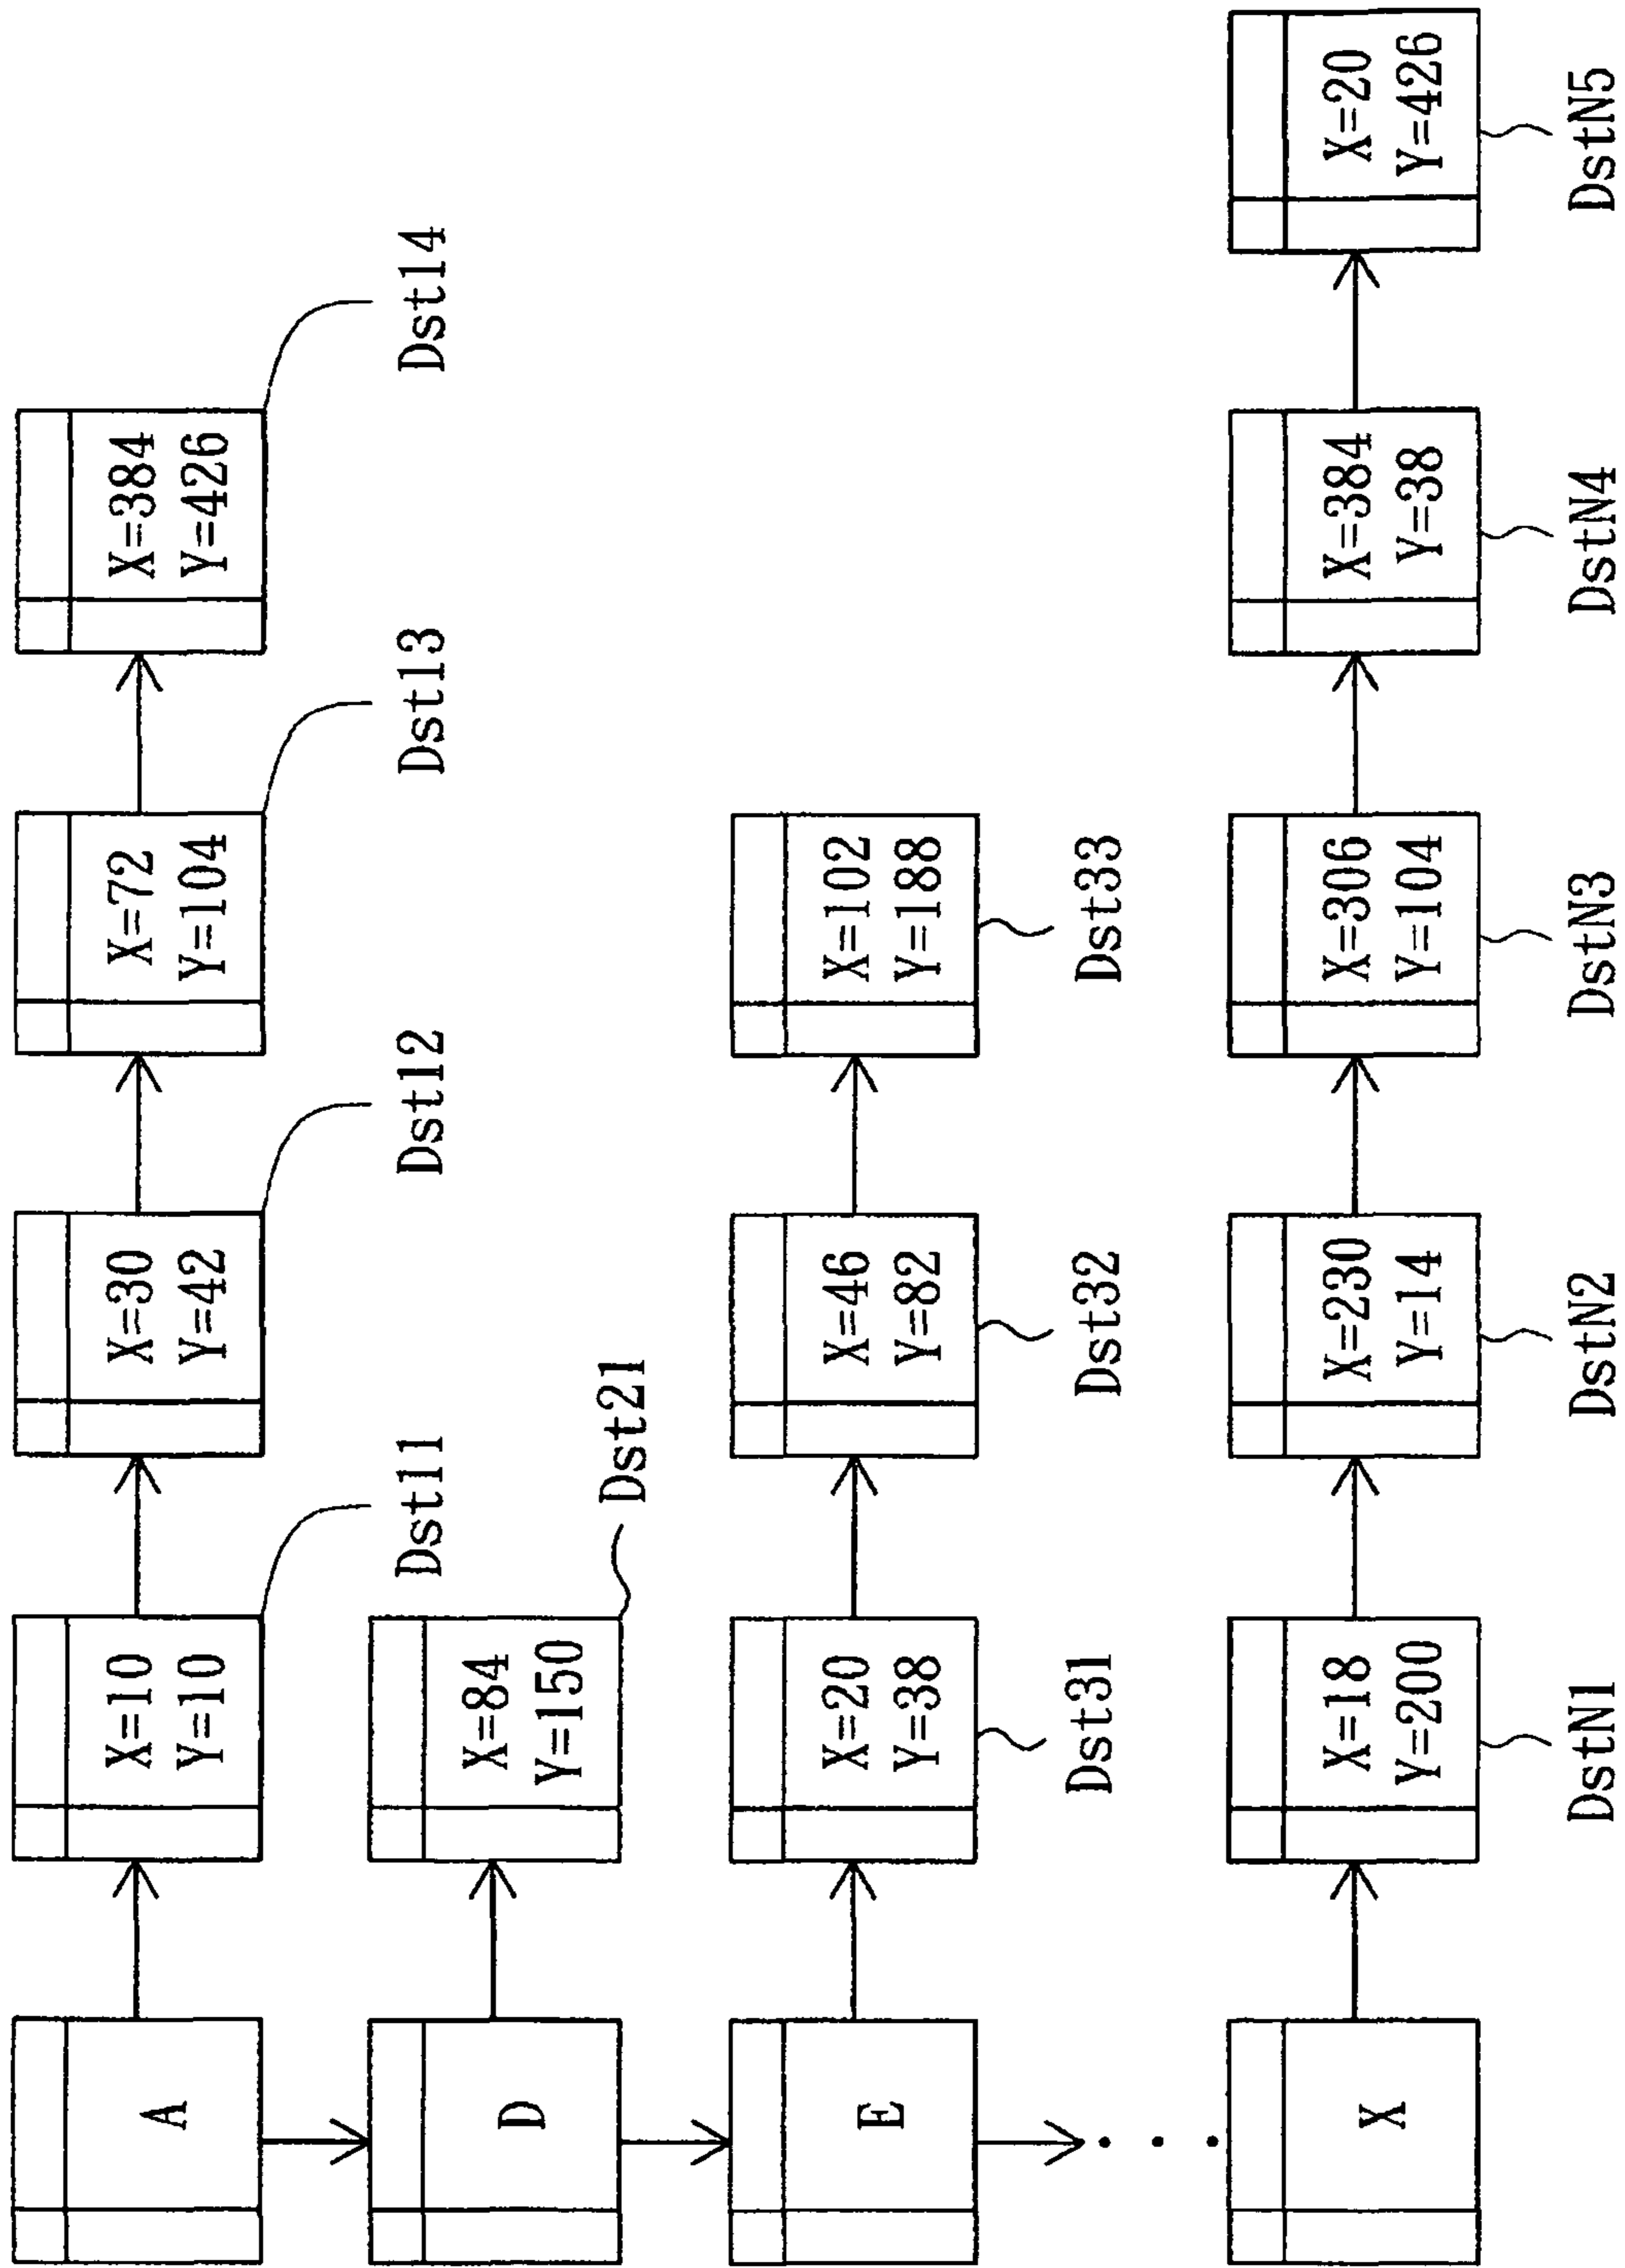 A
X=10
Y=10
Dst11
X=30
Y=42
Dst12
X=72
Y=104
Dst13
X=384
Y=426
Dst14
D
X=84
Y=150
Dst21
E
X=20
Y=38
Dst31
X=46
Y=82
Dst32
X=102
Y=188
Dst33
X
X=18
Y=200
DstN1
X=230
Y=14
DstN2
X=306
Y=104
DstN3
X=384
Y=38
DstN4
X=20
Y=426
DstN5